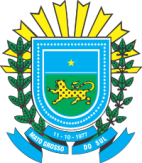 11 - 10 - 1977
MATO GROSSO DO SUL